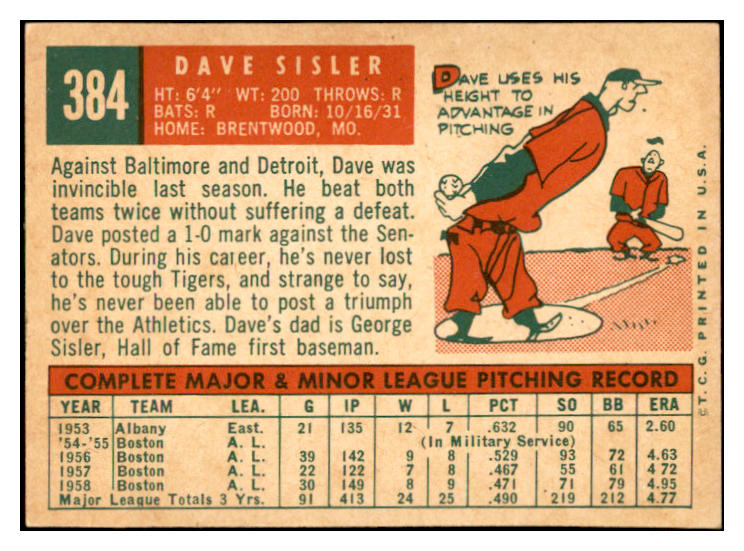 384
DAVE SISLER
HT: 6'4" WT: 200 THROWS: R
BATS: R BORN: 10/16/31
HOME: BRENTWOOD, MO.
DAVE USES HIS
HEIGHT TO
ADVANTAGE IN
PITCHING
Against Baltimore and Detroit, Dave was
invincible last season. He beat both
teams twice without suffering a defeat.
Dave posted a 1-0 mark against the Sen-
ators. During his career, he's never lost
to the tough Tigers, and strange to say,
he's never been able to post a triumph
over the Athletics. Dave's dad is George
Sisler, Hall of Fame first baseman.
©T. C. G. PRINTED IN U.S.A.
COMPLETE MAJOR & MINOR LEAGUE PITCHING RECORD
YEAR TEAM LEA. G IP W L PCT SO BB ERA
1953 Albany East. 21 135 12 7 .632 90 65 2.60
'54-'55 Boston A. L. (In Military Service)
1956 Boston A. L. 39 142 9 8 .529 93 72 4.63
1957 Boston A. L. 22 122 7 8 .467 55 61 4 72
1958 Boston A. L. 30 149 8 9 .471 71 79 4.95
Major League Totals 3 Yrs. 91 413 24 25 .490 219 212 4.77